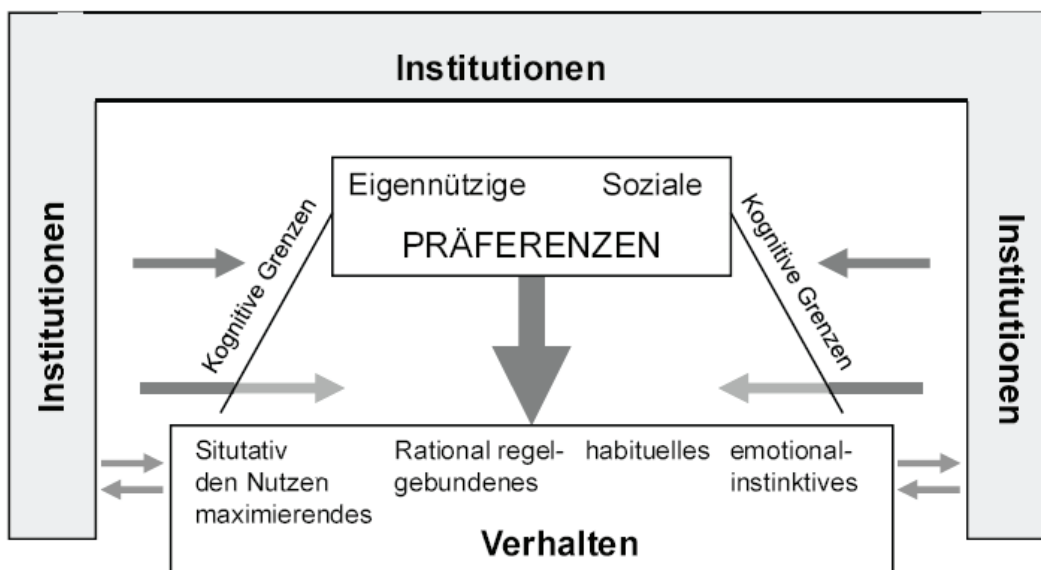 Institutionen
Institutionen
Eigennützige Soziale
PRÄFERENZEN
Kognitive Grenzen
Kognitive Grenzen
Institutionen
Situtativ
den Nutzen
maximierendes
Rational regel-
gebundenes
habituelles
emotional-
instinktives
Verhalten